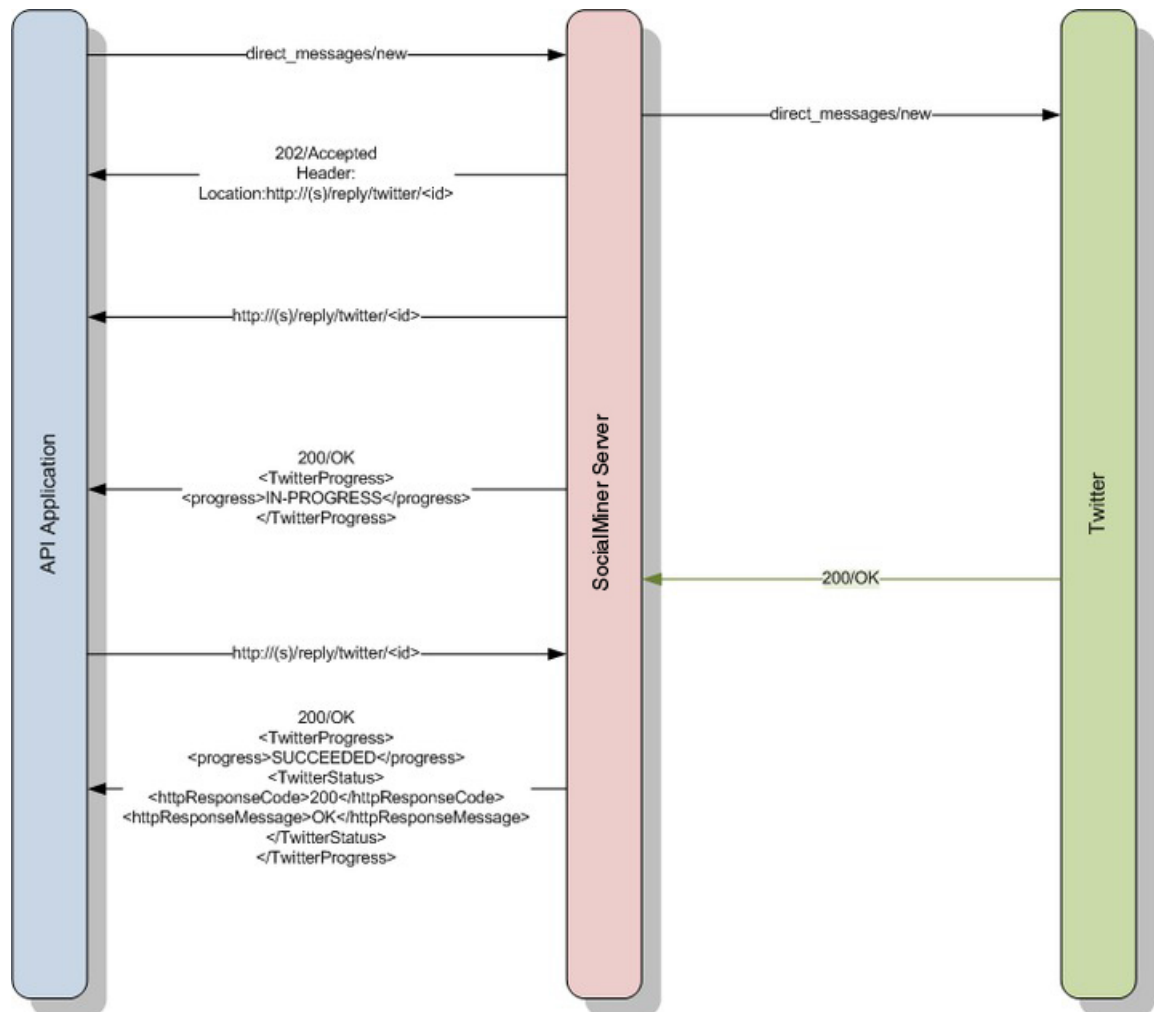 direct_messages/new
direct_messages/new
202/Accepted
Header:
Location:http://(s)/reply/twitter/<id>
http://(s)/reply/twitter/<id>
200/OK
<TwitterProgress>
<progress>IN-PROGRESS</progress>
</TwitterProgress>
API Application
SocialMiner Server
Twitter
200/OK
http://(s)/reply/twitter/<id>
200/OK
<TwitterProgress>
<progress>SUCCEEDED</progress>
<TwitterStatus>
<httpResponseCode>200</httpResponseCode>
<httpResponseMessage>OK</httpResponseMessage>
</TwitterStatus>
</TwitterProgress>